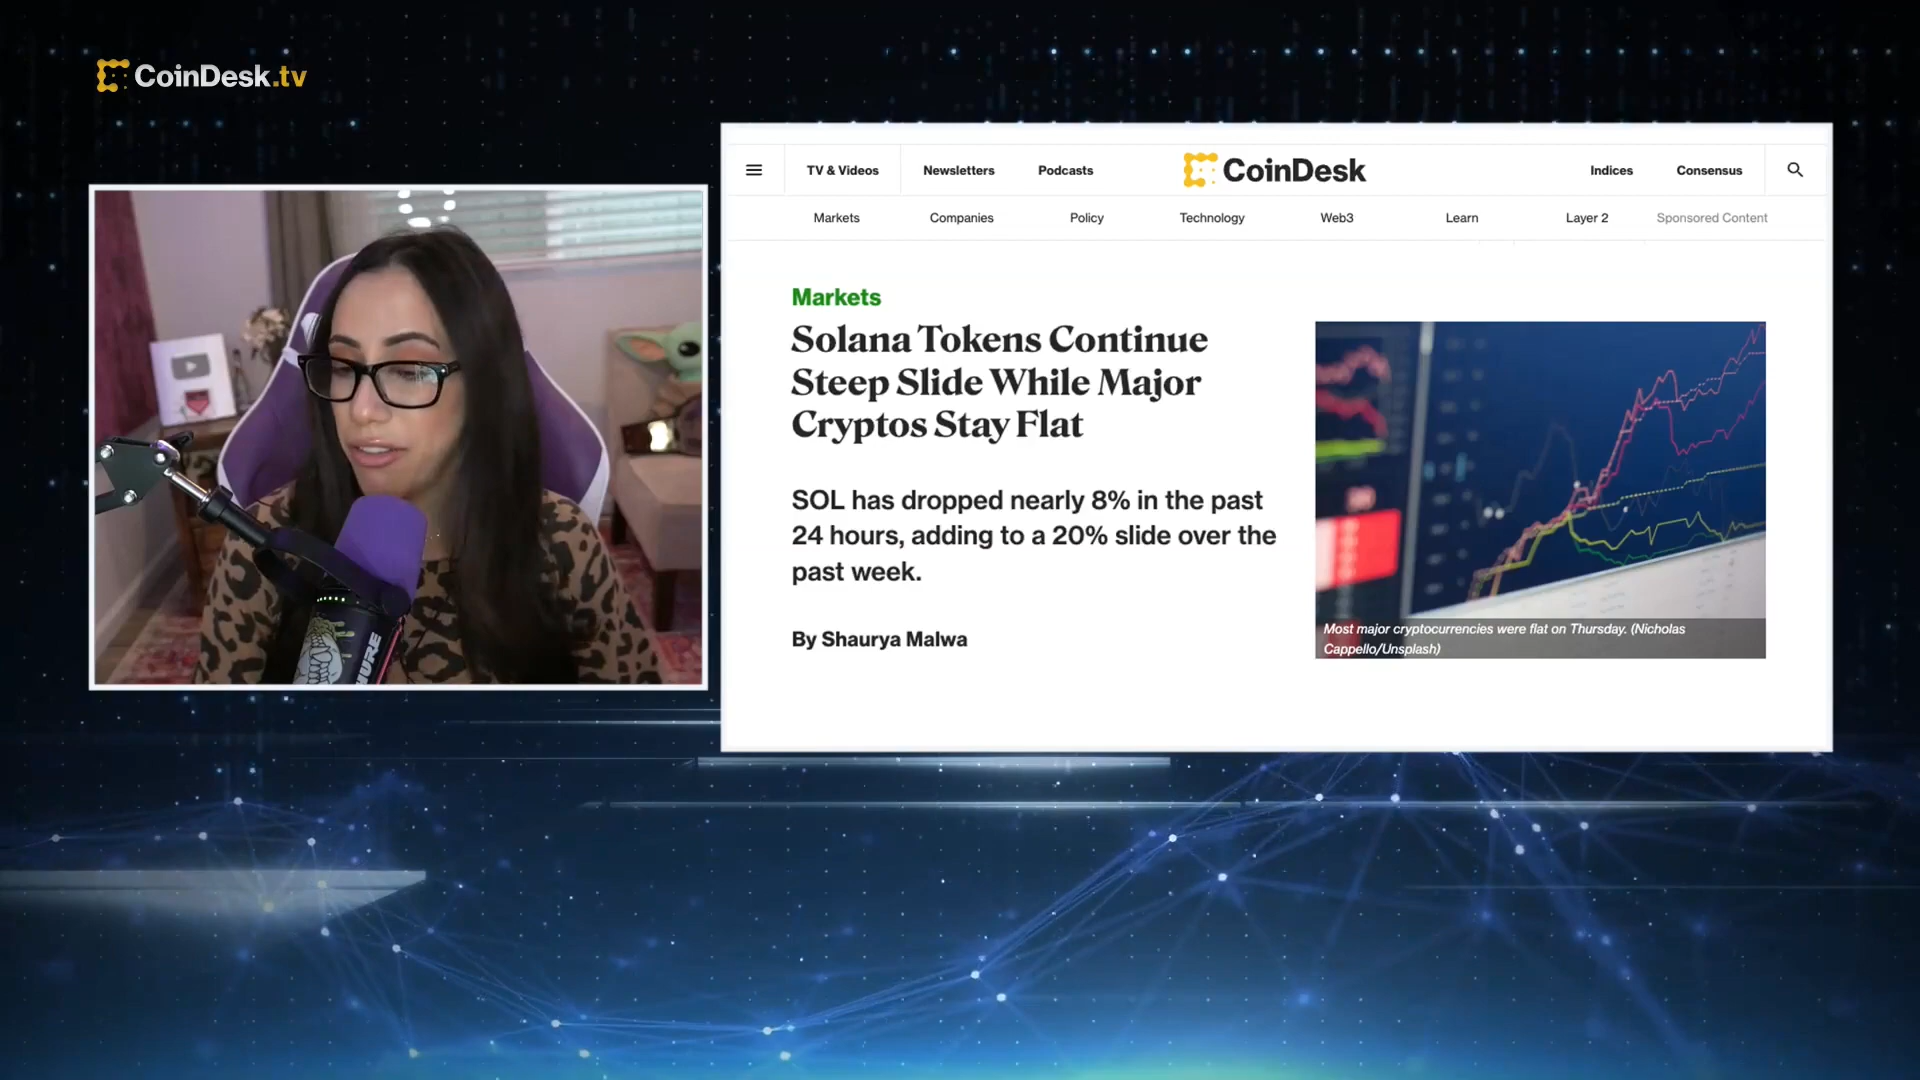 CoinDesk.tv
TV & Videos
Newsletters
Podcasts
CoinDesk
Indices
Consensus
Markets
Companies
Policy
Technology
Web3
Learn
Layer 2
Sponsored Content
Markets
Solana Tokens Continue
Steep Slide While Major
Cryptos Stay Flat
SOL has dropped nearly 8% in the past
24 hours, adding to a 20% slide over the
past week.
By Shaurya Malwa
Most major cryptocurrencies were flat on Thursday. (Nicholas
Cappello/Unsplash)